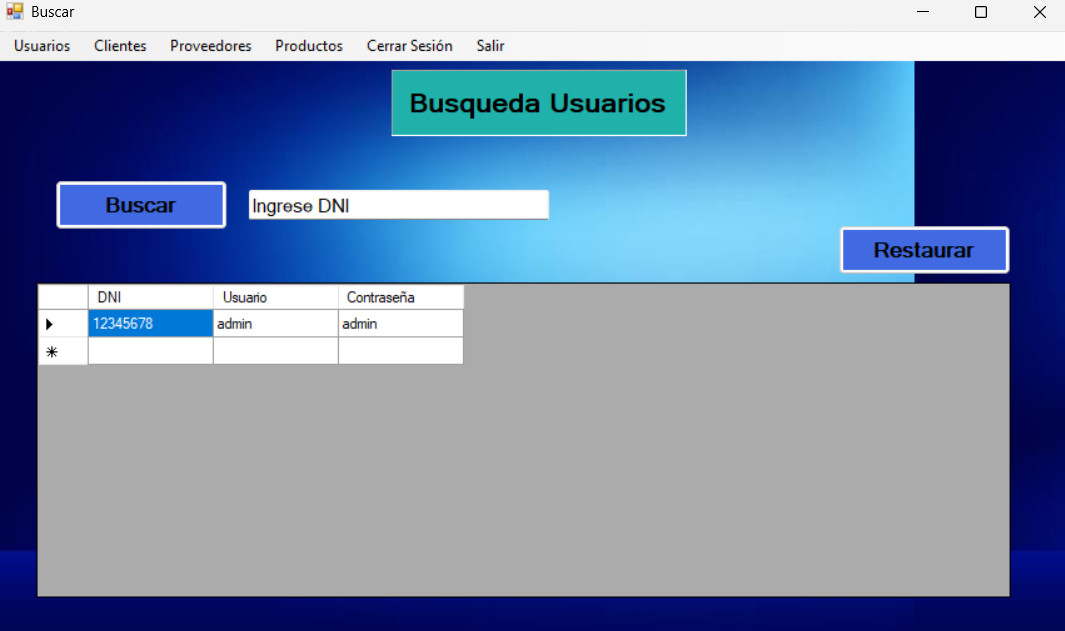 Buscar
Usuarios Clientes Proveedores Productos Cerrar Sesión Salir
Busqueda Usuarios
Buscar Ingrese DNI
Restaurar
DNI Usuario Contraseña
12345678 admin admin